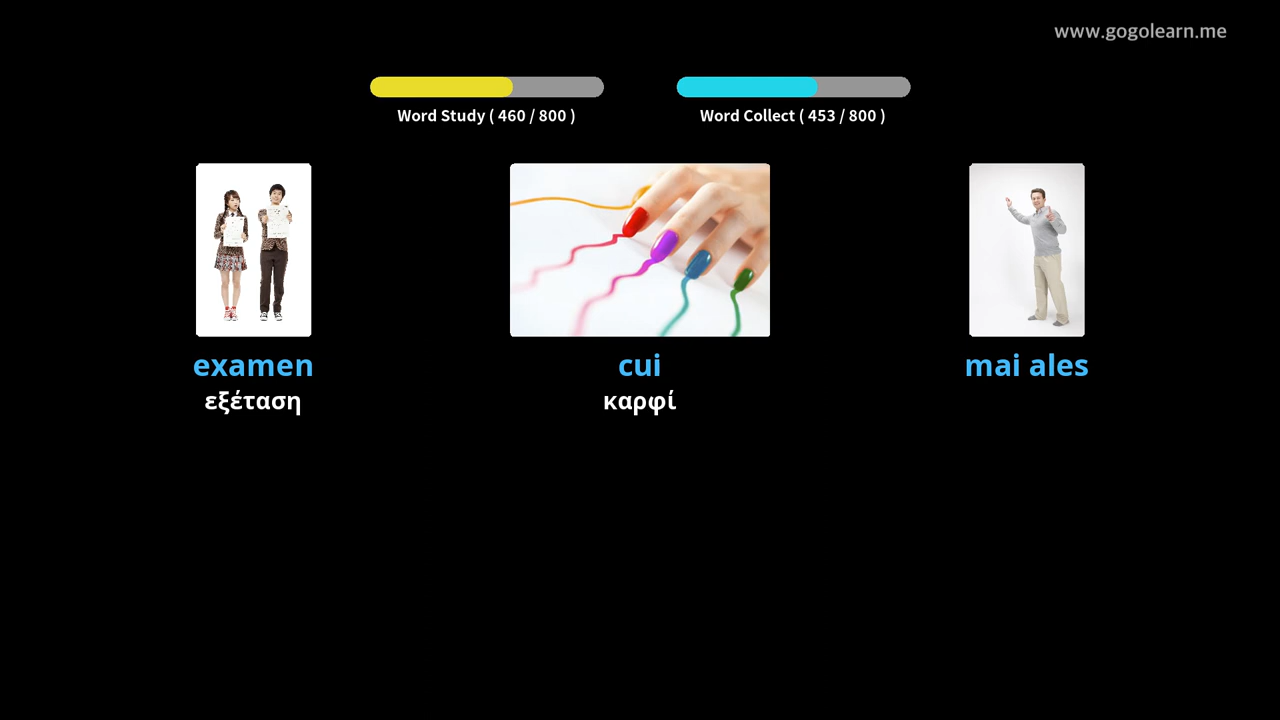 www.gogolearn.me
Word Study ( 460 / 800 )
Word Collect ( 453 / 800 )
examen
cui
mai ales
εξέταση
καρφί